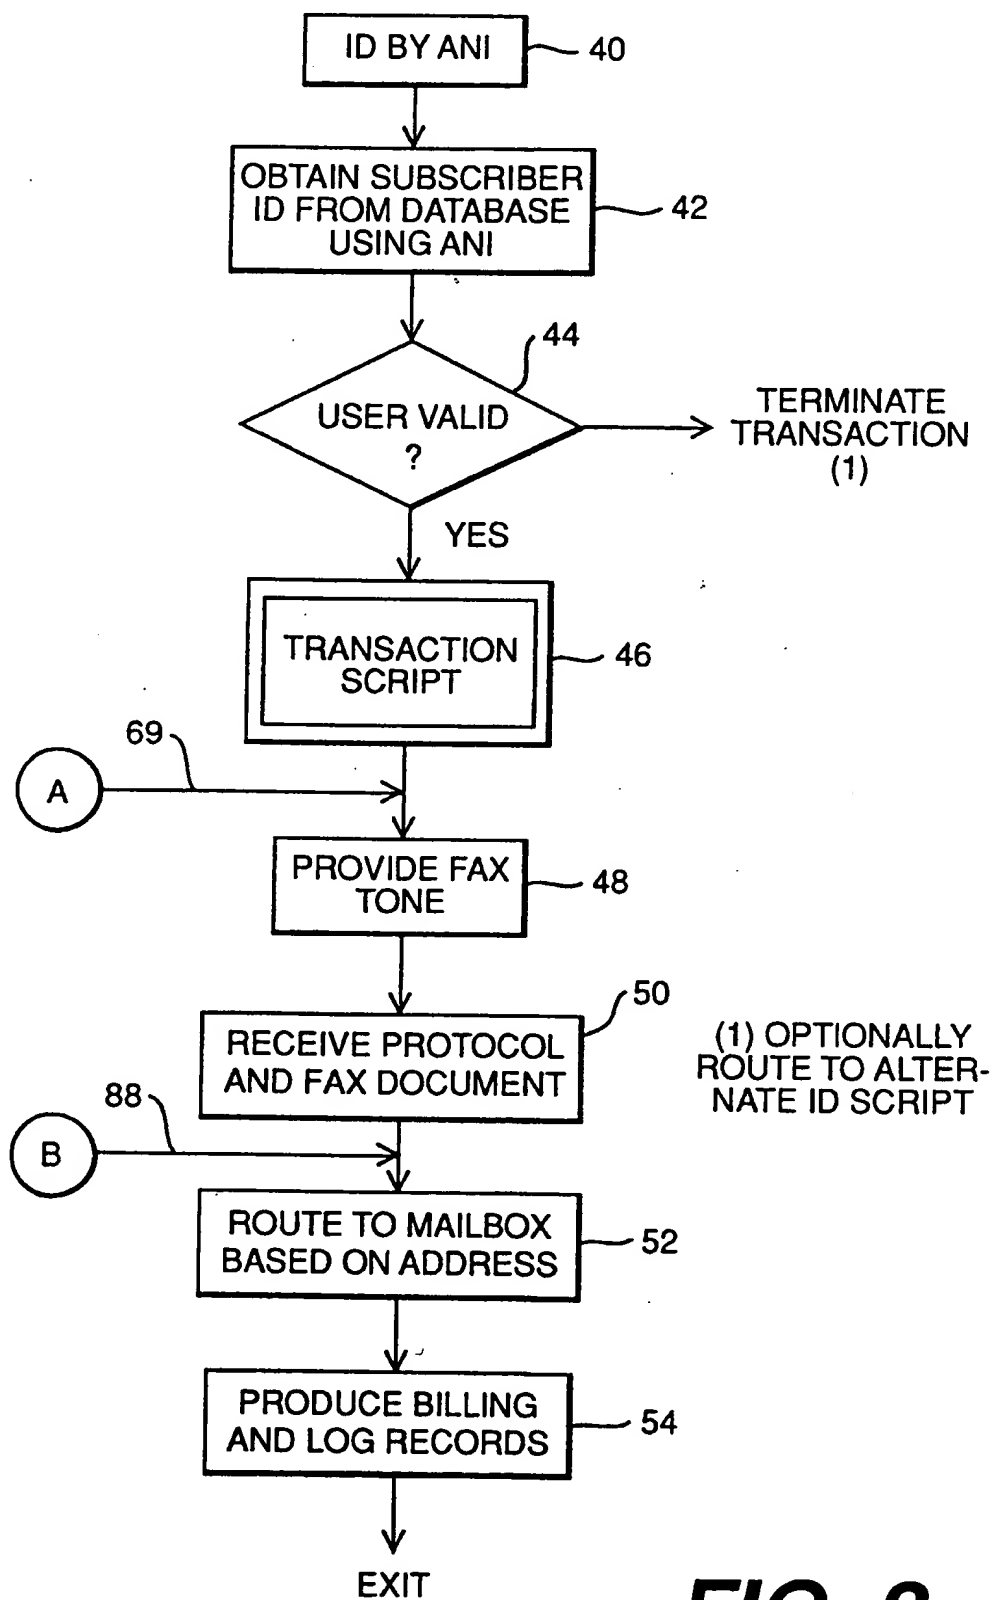 ID BY ANI
40
OBTAIN SUBSCRIBER
ID FROM DATABASE
USING ANI
42
44
USER VALID
?
TERMINATE
TRANSACTION
(1)
YES
TRANSACTION
SCRIPT
46
69
A
PROVIDE FAX
TONE
48
50
RECEIVE PROTOCOL
AND FAX DOCUMENT
(1) OPTIONALLY
ROUTE TO ALTER-
NATE ID SCRIPT
88
B
ROUTE TO MAILBOX
BASED ON ADDRESS
52
PRODUCE BILLING
AND LOG RECORDS
54
EXIT
FIG.